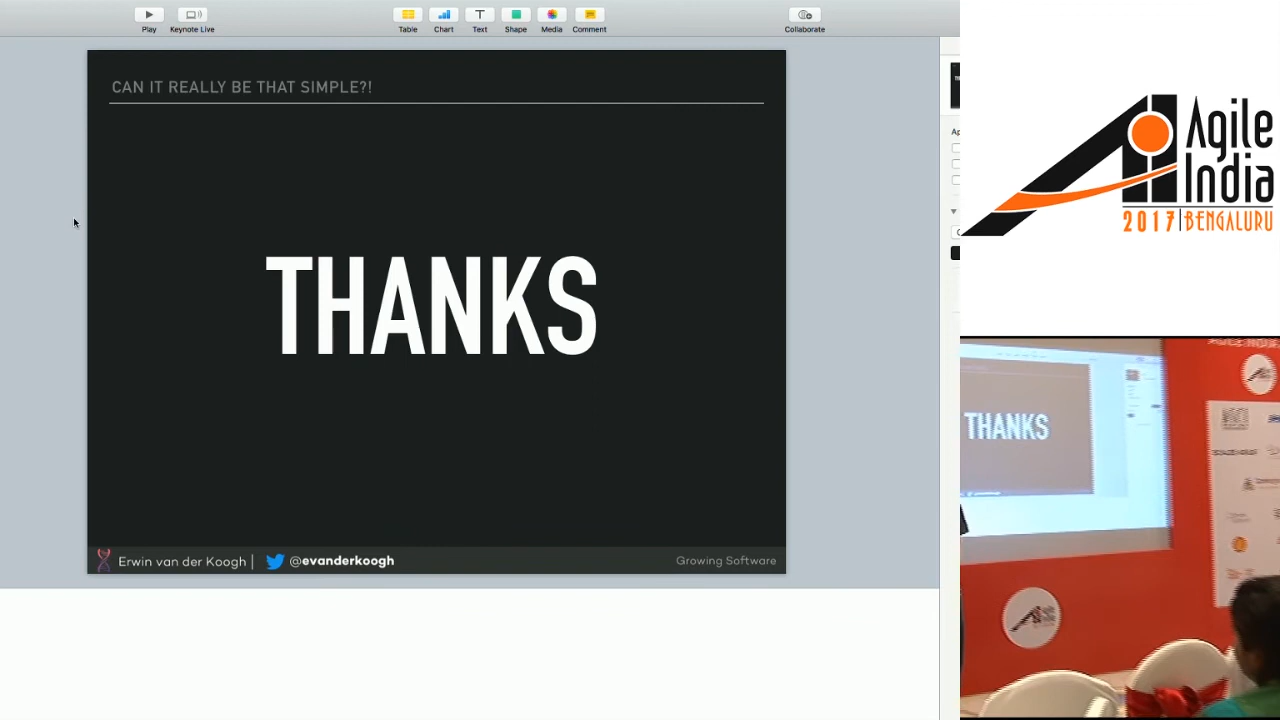 Play
Keynote Live
Table
Chart
Text
Shape
Media
Comment
Collaborate
CAN IT REALLY BE THAT SIMPLE?!
THANKS
Erwin van der Koogh |
@evanderkoogh
Growing Software
Agile
India
2017 | BENGALURU
THANKS